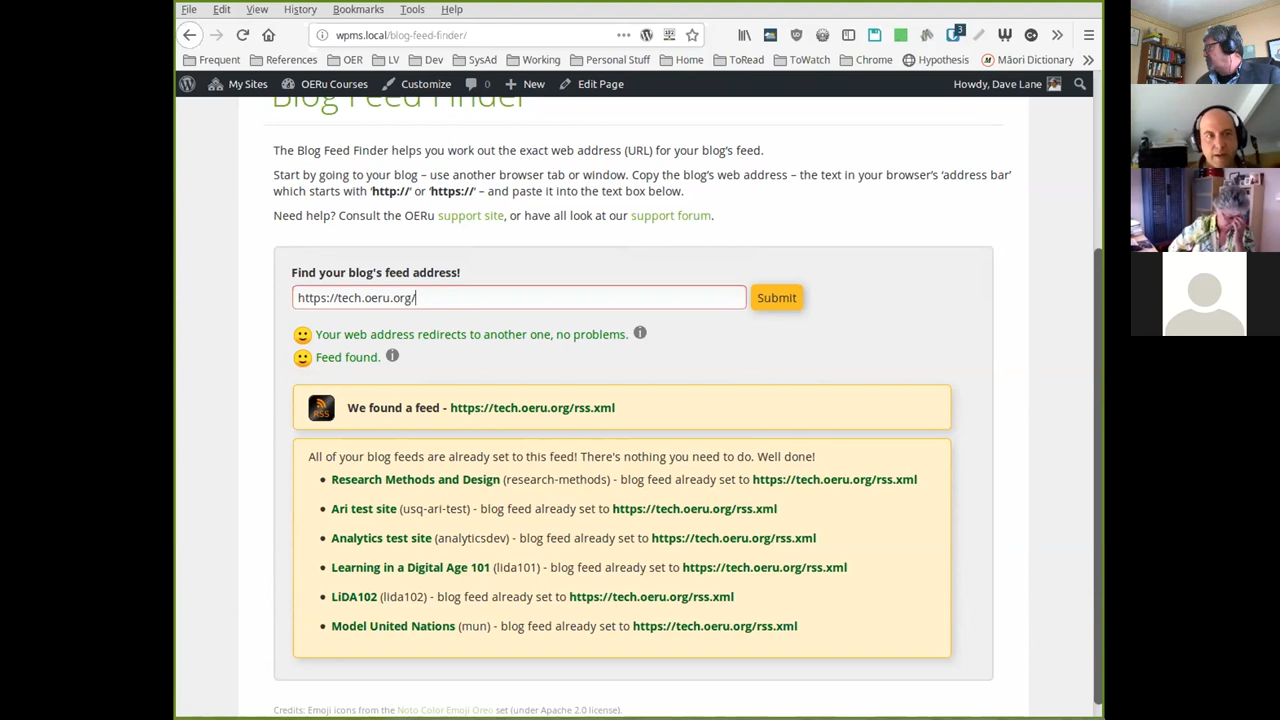 File Edit View History Bookmarks Tools Help
wpms.local/blog-feed-finder/
3
Frequent References OER LV Dev SysAd Working Personal Stuff Home ToRead ToWatch Chrome Hypothesis Māori Dictionary
My Sites OERu Courses Customize 0 New Edit Page Howdy, Dave Lane
Blog Feed Finder
The Blog Feed Finder helps you work out the exact web address (URL) for your blog's feed.
Start by going to your blog – use another browser tab or window. Copy the blog's web address – the text in your browser's 'address bar'
which starts with 'http://' or 'https://' – and paste it into the text box below.
Need help? Consult the OERu support site, or have all look at our support forum.
Find your blog's feed address!
https://tech.oeru.org/ Submit
Your web address redirects to another one, no problems.
Feed found.
RSS We found a feed - https://tech.oeru.org/rss.xml
All of your blog feeds are already set to this feed! There's nothing you need to do. Well done!
Research Methods and Design (research-methods) - blog feed already set to https://tech.oeru.org/rss.xml
Ari test site (usq-ari-test) - blog feed already set to https://tech.oeru.org/rss.xml
Analytics test site (analyticsdev) - blog feed already set to https://tech.oeru.org/rss.xml
Learning in a Digital Age 101 (lida101) - blog feed already set to https://tech.oeru.org/rss.xml
LiDA102 (lida102) - blog feed already set to https://tech.oeru.org/rss.xml
Model United Nations (mun) - blog feed already set to https://tech.oeru.org/rss.xml
Credits: Emoji icons from the Noto Color Emoji Oreo set (under Apache 2.0 license).